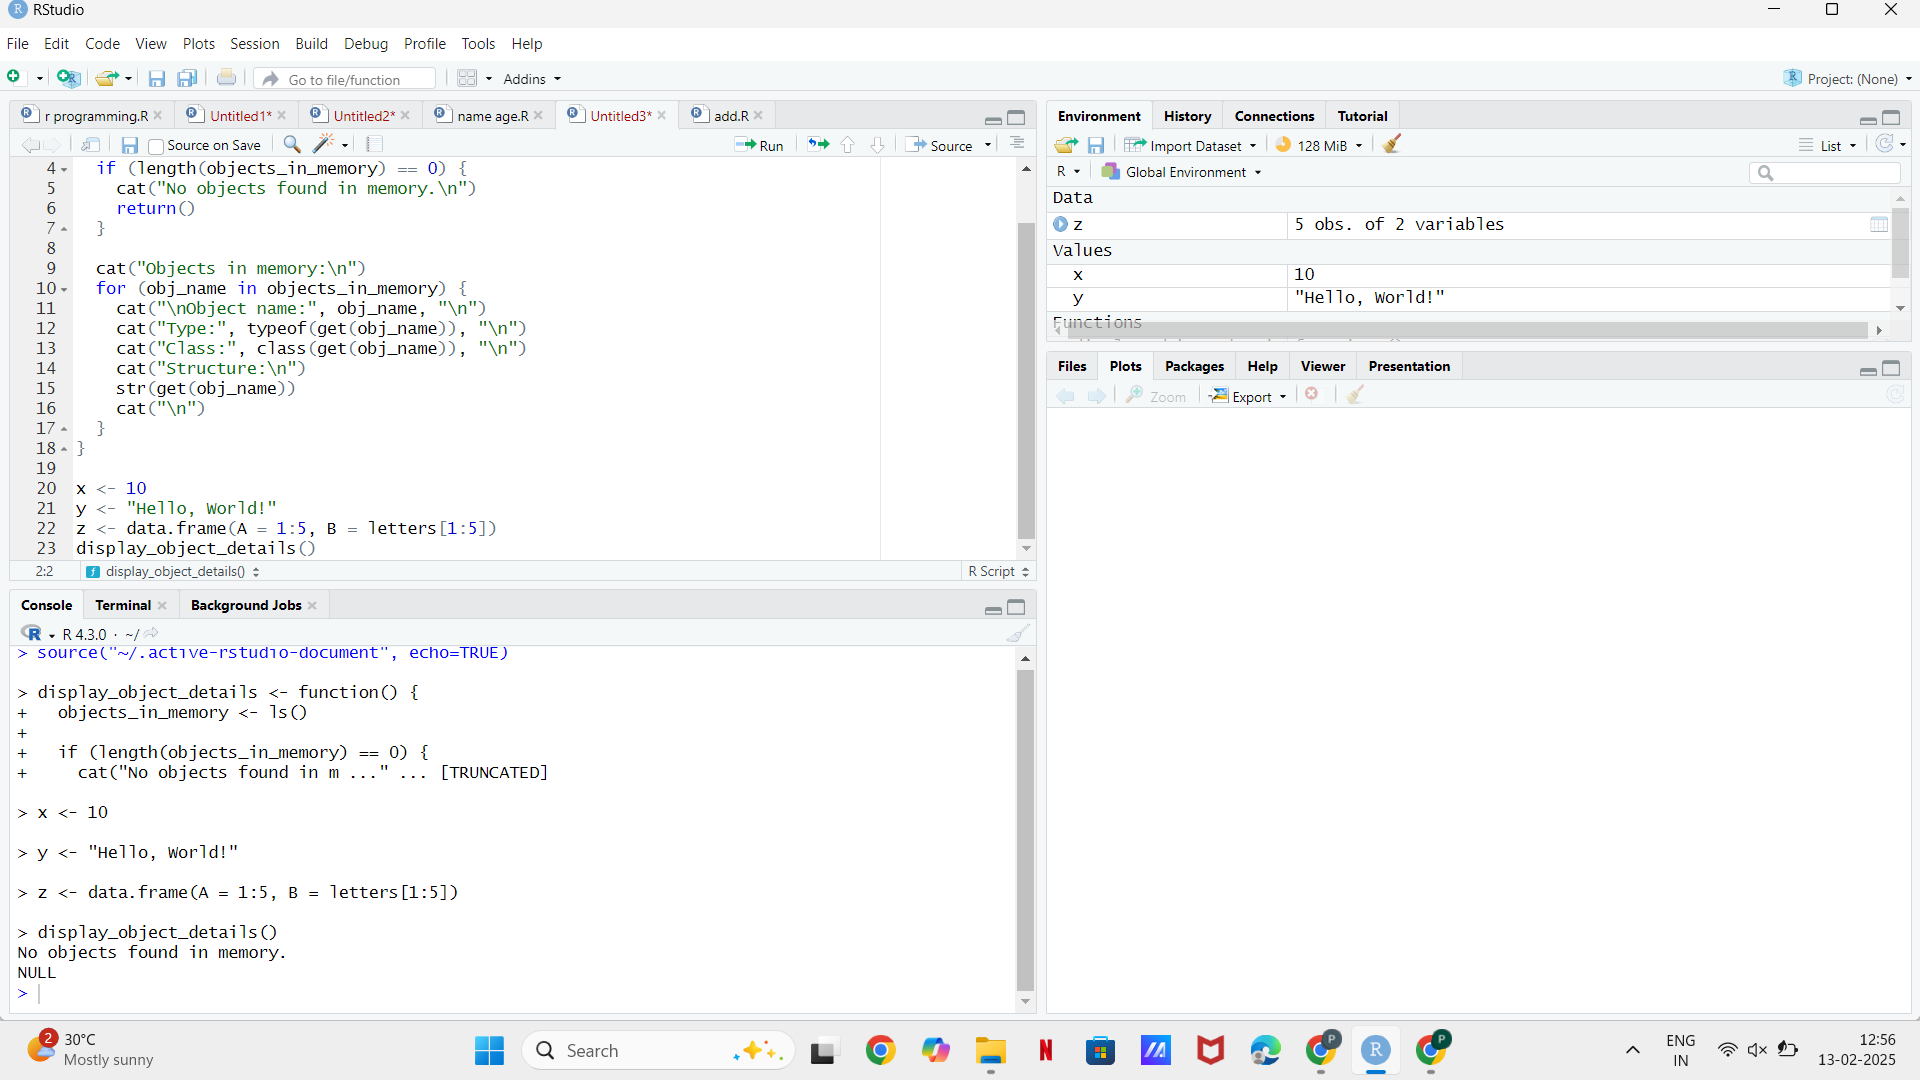 RStudio
File Edit Code View Plots Session Build Debug Profile Tools Help
Go to file/function Addins Project: (None)
r programming.R Untitled1* Untitled2* name age.R Untitled3* add.R
Source on Save Run Source
4 if (length(objects_in_memory) == 0) {
5 cat("No objects found in memory.\n")
6 return()
7 }
8
9 cat("Objects in memory:\n")
10 for (obj_name in objects_in_memory) {
11 cat("\nObject name:", obj_name, "\n")
12 cat("Type:", typeof(get(obj_name)), "\n")
13 cat("Class:", class(get(obj_name)), "\n")
14 cat("Structure:\n")
15 str(get(obj_name))
16 cat("\n")
17 }
18 }
19
20 x <- 10
21 y <- "Hello, World!"
22 z <- data.frame(A = 1:5, B = letters[1:5])
23 display_object_details()
2:2 display_object_details() R Script
Console Terminal Background Jobs
R 4.3.0 · ~/
> source("~/.active-rstudio-document", echo=TRUE)
> display_object_details <- function() {
+ objects_in_memory <- ls()
+
+ if (length(objects_in_memory) == 0) {
+ cat("No objects found in m ..." ... [TRUNCATED]
> x <- 10
> y <- "Hello, World!"
> z <- data.frame(A = 1:5, B = letters[1:5])
> display_object_details()
No objects found in memory.
NULL
>
Environment History Connections Tutorial
Import Dataset 128 MiB List
R Global Environment
Data
z 5 obs. of 2 variables
Values
x 10
y "Hello, World!"
Functions
Files Plots Packages Help Viewer Presentation
Zoom Export
2 30°C
Mostly sunny
Search
ENG
IN
12:56
13-02-2025